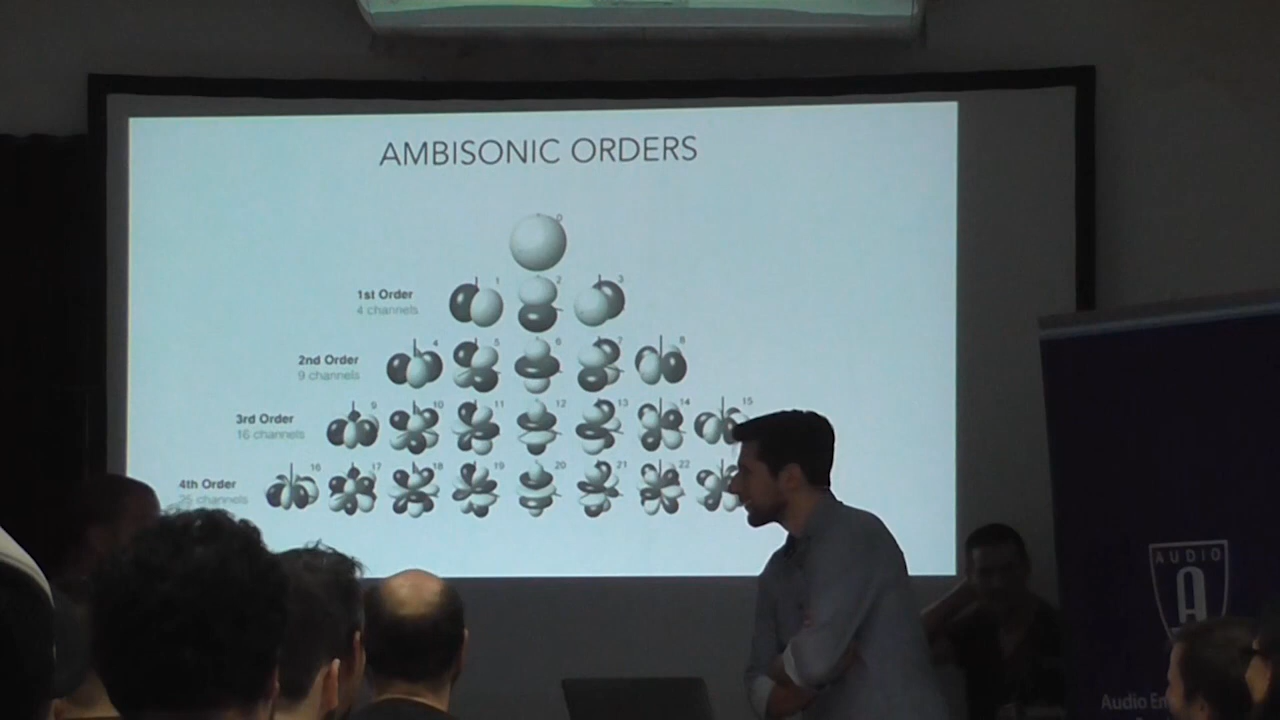 AMBISONIC ORDERS
0
1st Order
4 channels
1 2 3
2nd Order
9 channels
4 5 6 7 8
3rd Order
16 channels
9 10 11 12 13 14 15
4th Order
25 channels
16 17 18 19 20 21 22
AUDIO
A
Audio En